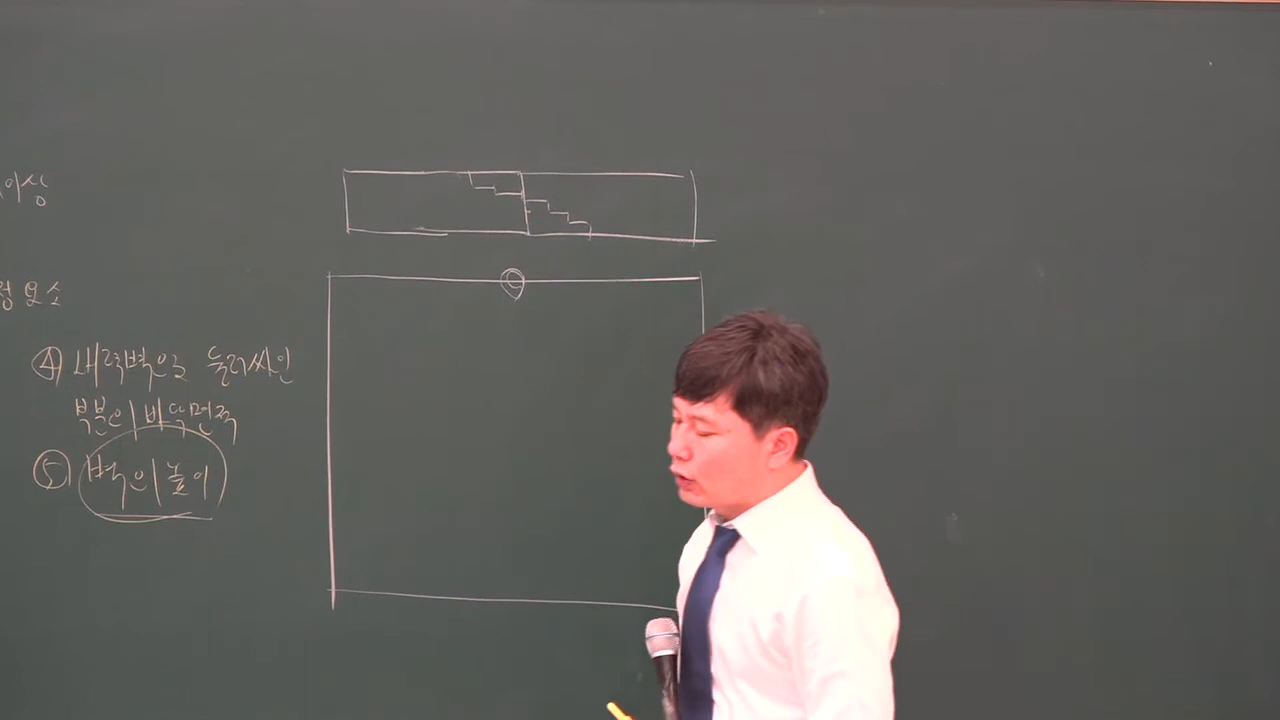 이상
정 요소
④ 내력벽으로 둘러싸인
부분의 바닥면적
⑤ 벽의 높이